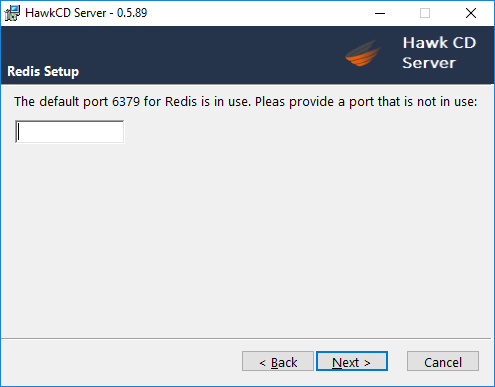 HawkCD Server - 0.5.89
Hawk CD
Server
Redis Setup
The default port 6379 for Redis is in use. Pleas provide a port that is not in use:
< Back
Next >
Cancel